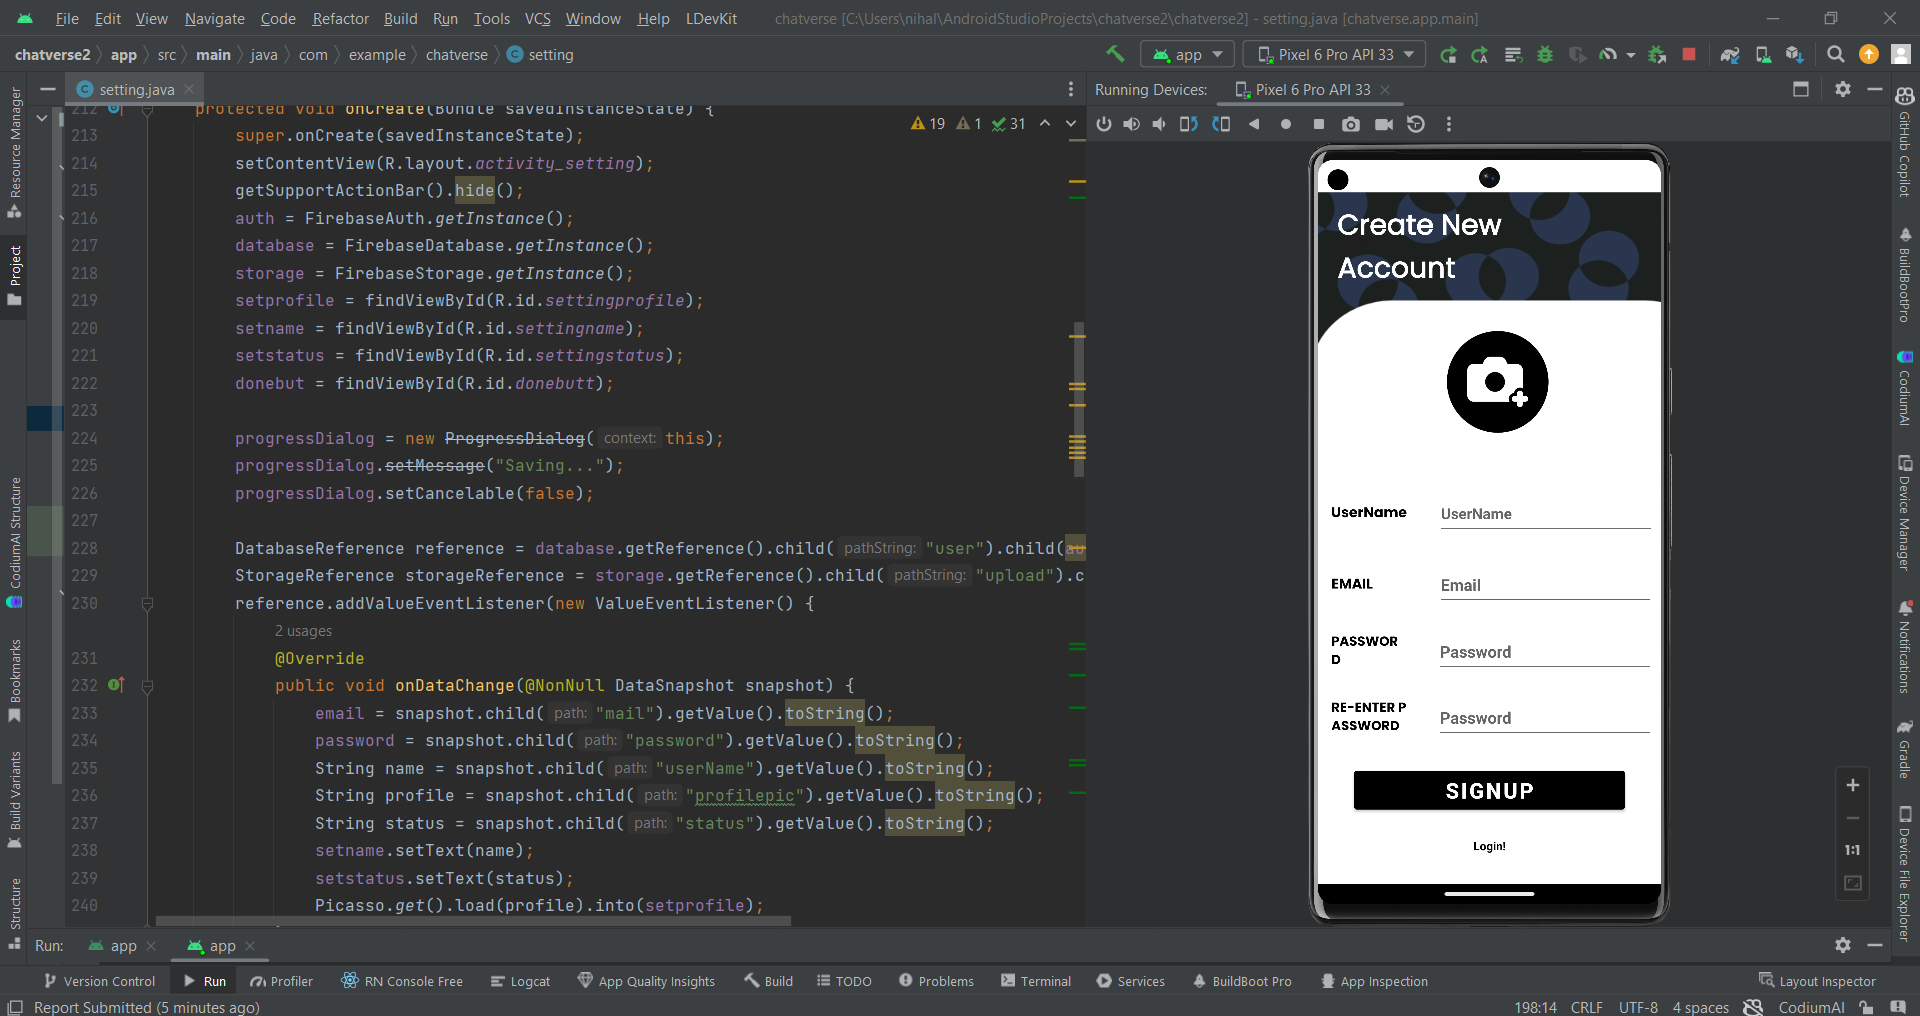 File Edit View Navigate Code Refactor Build Run Tools VCS Window Help LDevKit chatverse [C:\Users\nihal\AndroidStudioProjects\chatverse2\chatverse2] - setting.java [chatverse.app.main]
chatverse2 app src main java com example chatverse setting app Pixel 6 Pro API 33
setting.java
Running Devices: Pixel 6 Pro API 33
19 1 31
212 protected void onCreate(Bundle savedInstanceState) {
213 super.onCreate(savedInstanceState);
214 setContentView(R.layout.activity_setting);
215 getSupportActionBar().hide();
216 auth = FirebaseAuth.getInstance();
217 database = FirebaseDatabase.getInstance();
218 storage = FirebaseStorage.getInstance();
219 setprofile = findViewById(R.id.settingprofile);
220 setname = findViewById(R.id.settingname);
221 setstatus = findViewById(R.id.settingstatus);
222 donebut = findViewById(R.id.donebutt);
223
224 progressDialog = new ProgressDialog( context: this);
225 progressDialog.setMessage("Saving...");
226 progressDialog.setCancelable(false);
227
228 DatabaseReference reference = database.getReference().child( pathString: "user").child(au
229 StorageReference storageReference = storage.getReference().child( pathString: "upload").c
230 reference.addValueEventListener(new ValueEventListener() {
2 usages
231 @Override
232 public void onDataChange(@NonNull DataSnapshot snapshot) {
233 email = snapshot.child( path: "mail").getValue().toString();
234 password = snapshot.child( path: "password").getValue().toString();
235 String name = snapshot.child( path: "userName").getValue().toString();
236 String profile = snapshot.child( path: "profilepic").getValue().toString();
237 String status = snapshot.child( path: "status").getValue().toString();
238 setname.setText(name);
239 setstatus.setText(status);
240 Picasso.get().load(profile).into(setprofile);
Create New
Account
UserName UserName
EMAIL Email
PASSWOR
D
Password
RE-ENTER P
ASSWORD
Password
SIGNUP
Login!
1:1
Resource Manager
Project
CodiumAI Structure
Bookmarks
Build Variants
Structure
GitHub Copilot
BuildBootPro
CodiumAI
Device Manager
Notifications
Gradle
Device File Explorer
Run: app app
Version Control Run Profiler RN Console Free Logcat App Quality Insights Build TODO Problems Terminal Services BuildBoot Pro App Inspection Layout Inspector
Report Submitted (5 minutes ago) 198:14 CRLF UTF-8 4 spaces CodiumAI